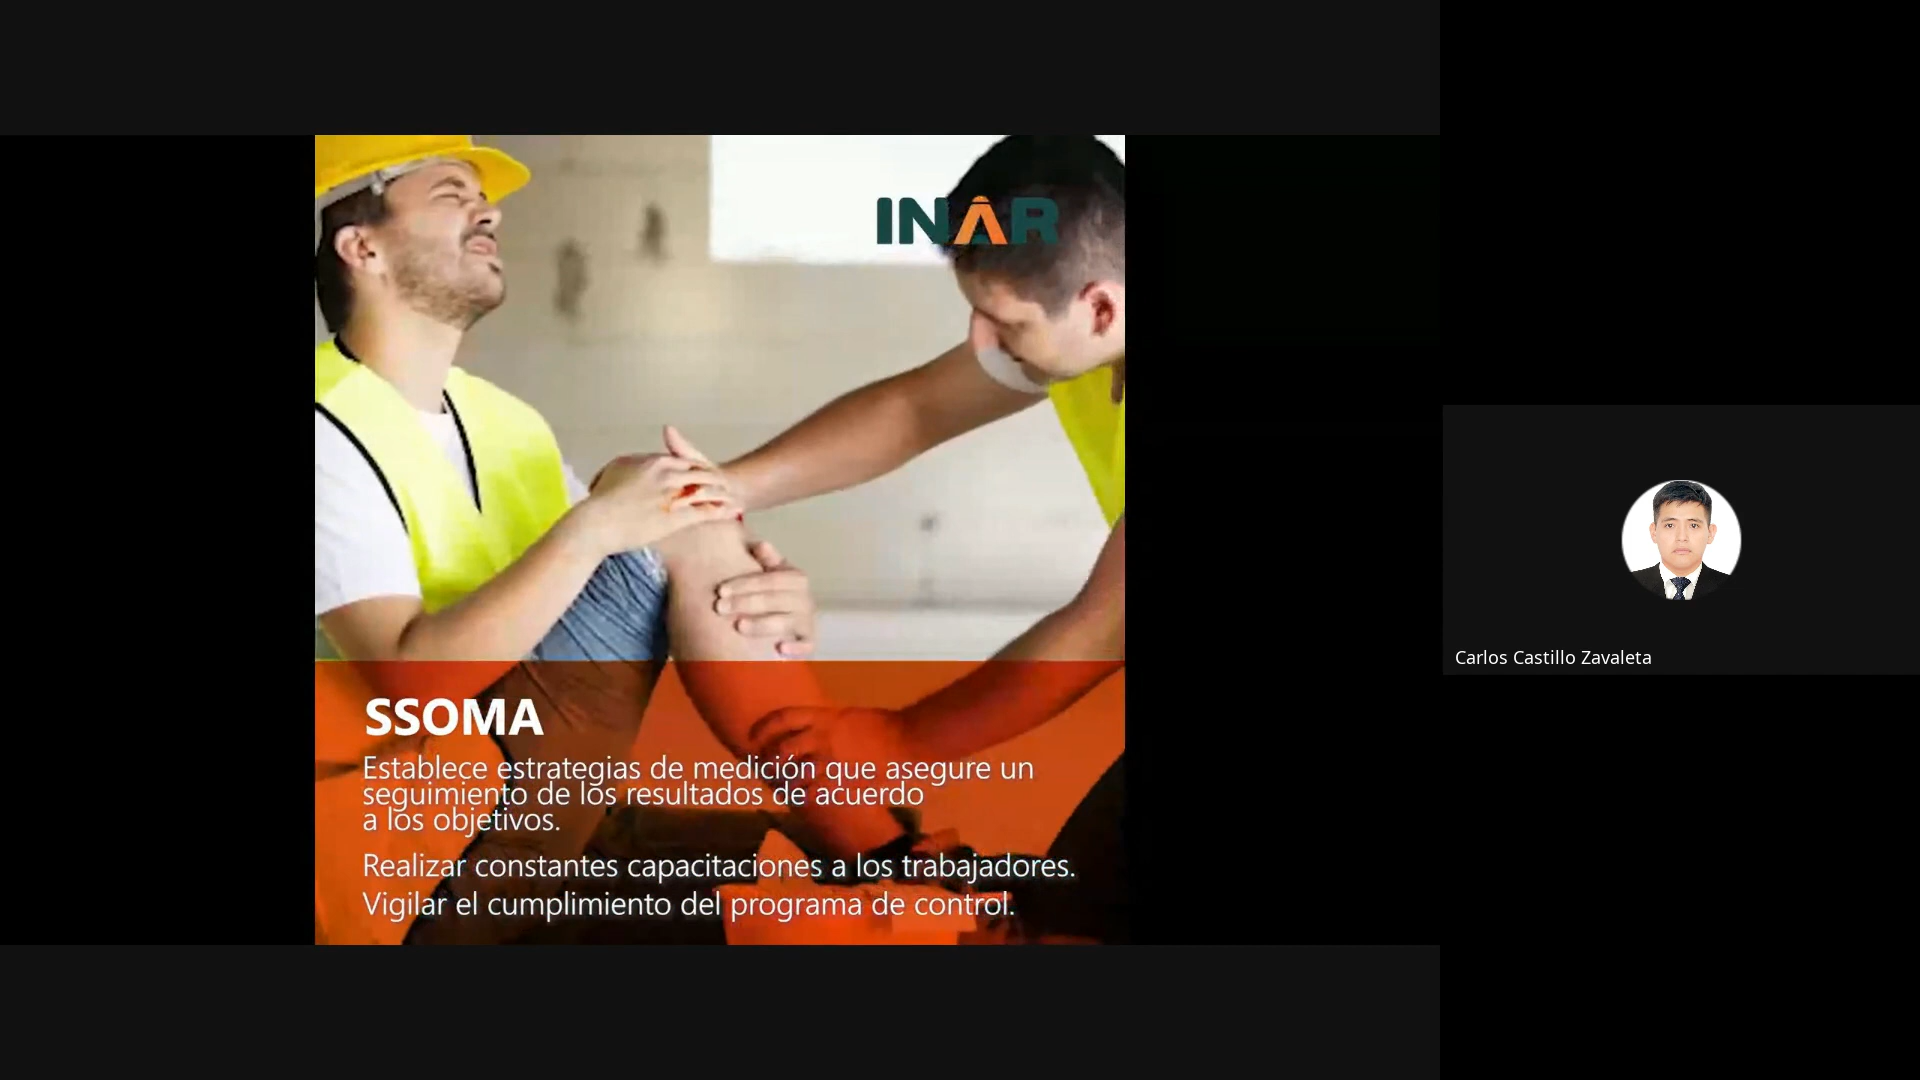 INAR
SSOMA
Establece estrategias de medición que asegure un
seguimiento de los resultados de acuerdo
a los objetivos.
Realizar constantes capacitaciones a los trabajadores.
Vigilar el cumplimiento del programa de control.
Carlos Castillo Zavaleta